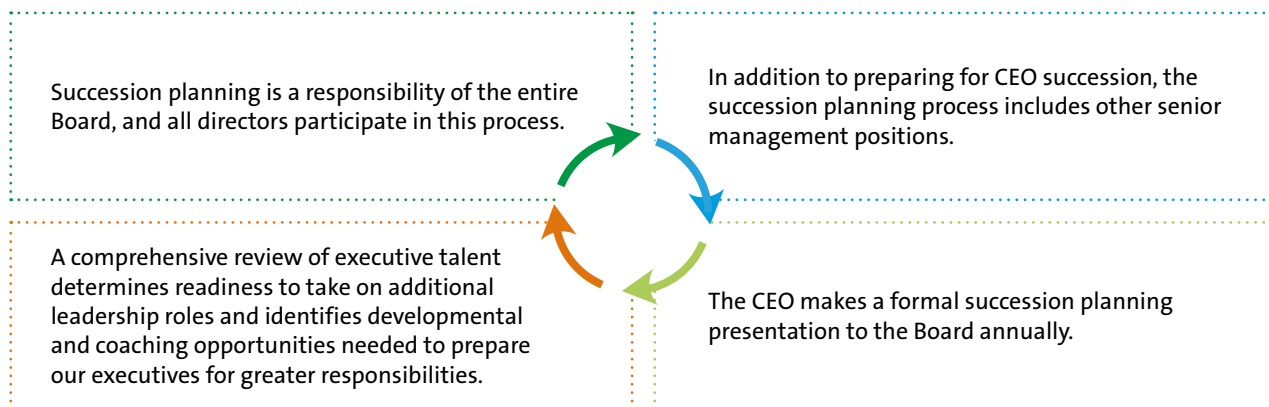 Succession planning is a responsibility of the entire
Board, and all directors participate in this process.
In addition to preparing for CEO succession, the
succession planning process includes other senior
management positions.
A comprehensive review of executive talent
determines readiness to take on additional
leadership roles and identifies developmental
and coaching opportunities needed to prepare
our executives for greater responsibilities.
The CEO makes a formal succession planning
presentation to the Board annually.